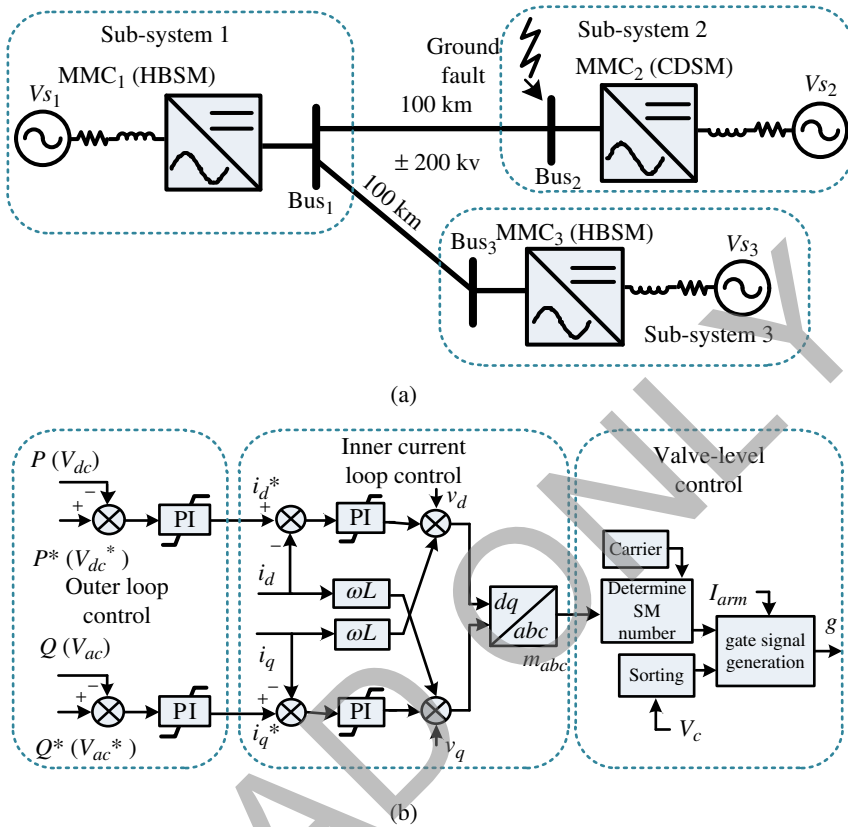 Sub-system 1
Sub-system 2
Ground
fault
MMC1 (HBSM)
MMC2 (CDSM)
Vs1
Vs2
100 km
± 200 kv
Bus1
Bus2
100 km
Bus3
MMC3 (HBSM)
Vs3
Sub-system 3
(a)
Inner current
loop control
Valve-level
control
P (Vdc)
id*
vd
−
+
PI
+
PI
−
P* (Vdc*)
Outer loop
control
id
ωL
Carrier
Determine
SM
number
Iarm
dq
abc
mabc
gate signal
generation
g
Q (Vac)
iq
ωL
Sorting
−
+
PI
+
−
PI
Q* (Vac*)
iq*
vq
Vc
(b)
AD ONLY